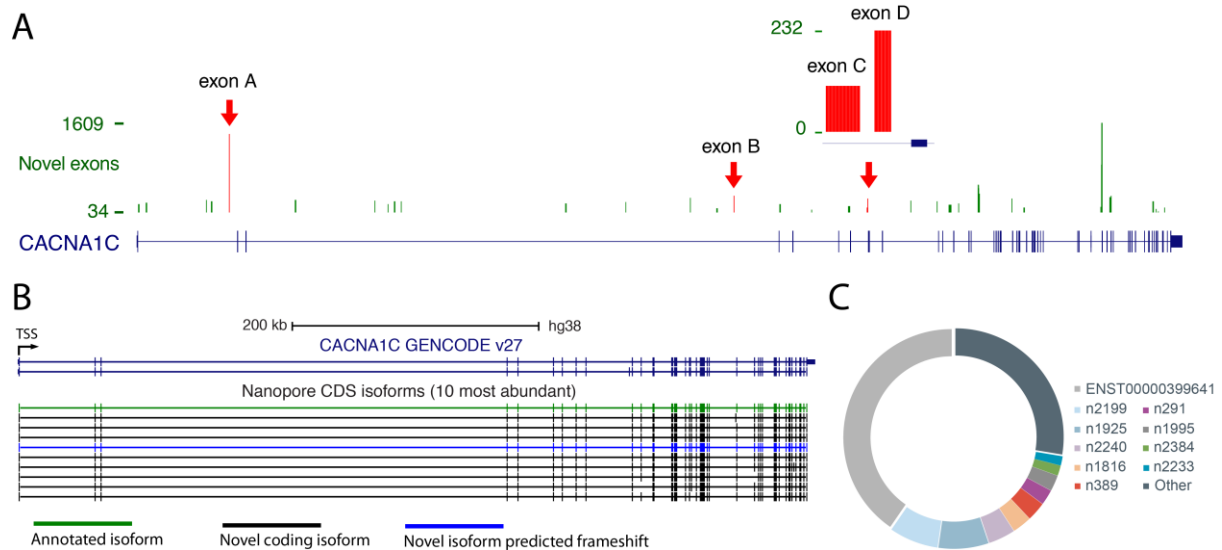 A
exon A
1609
Novel exons
34
CACNA1C
exon B
232
exon C
exon D
0
B
TSS
200 kb
hg38
CACNA1C GENCODE v27
Nanopore CDS isoforms (10 most abundant)
Annotated isoform
Novel coding isoform
Novel isoform predicted frameshift
C
ENST00000399641
n2199 n291
n1925 n1995
n2240 n2384
n1816 n2233
n389 Other